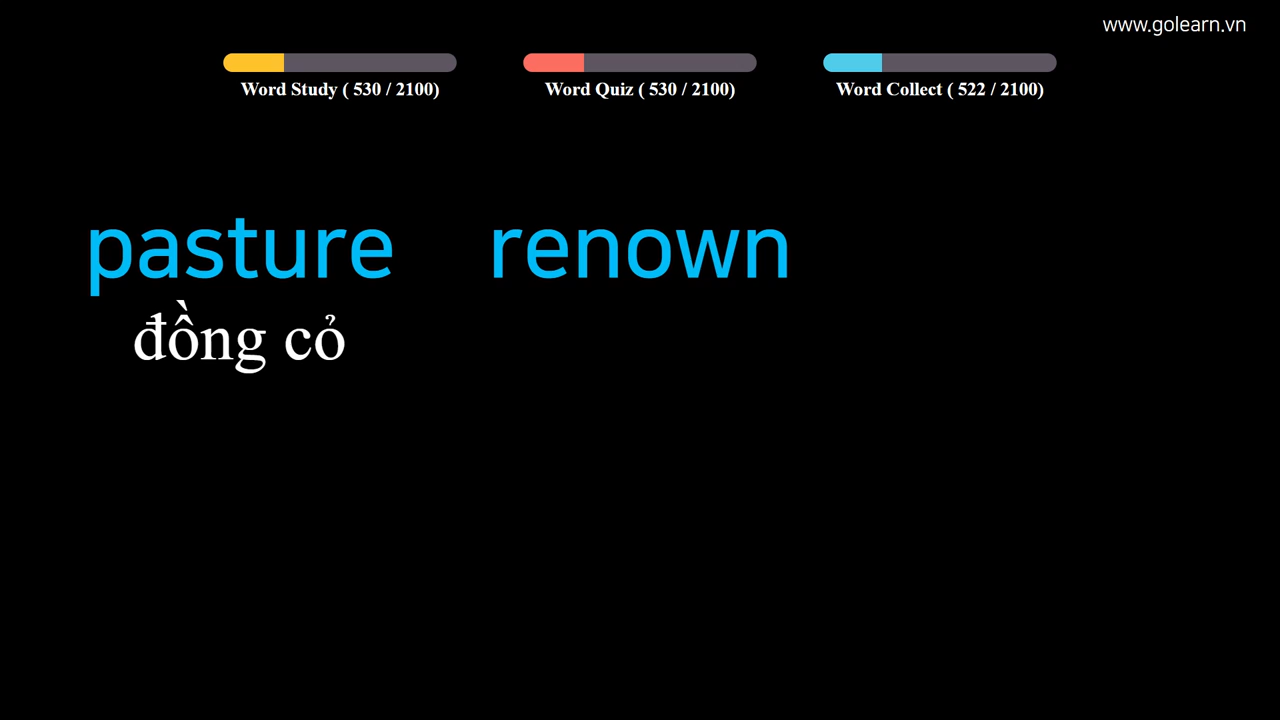 www.golearn.vn
Word Study ( 530 / 2100)
Word Quiz ( 530 / 2100)
Word Collect ( 522 / 2100)
pasture
renown
đồng cỏ